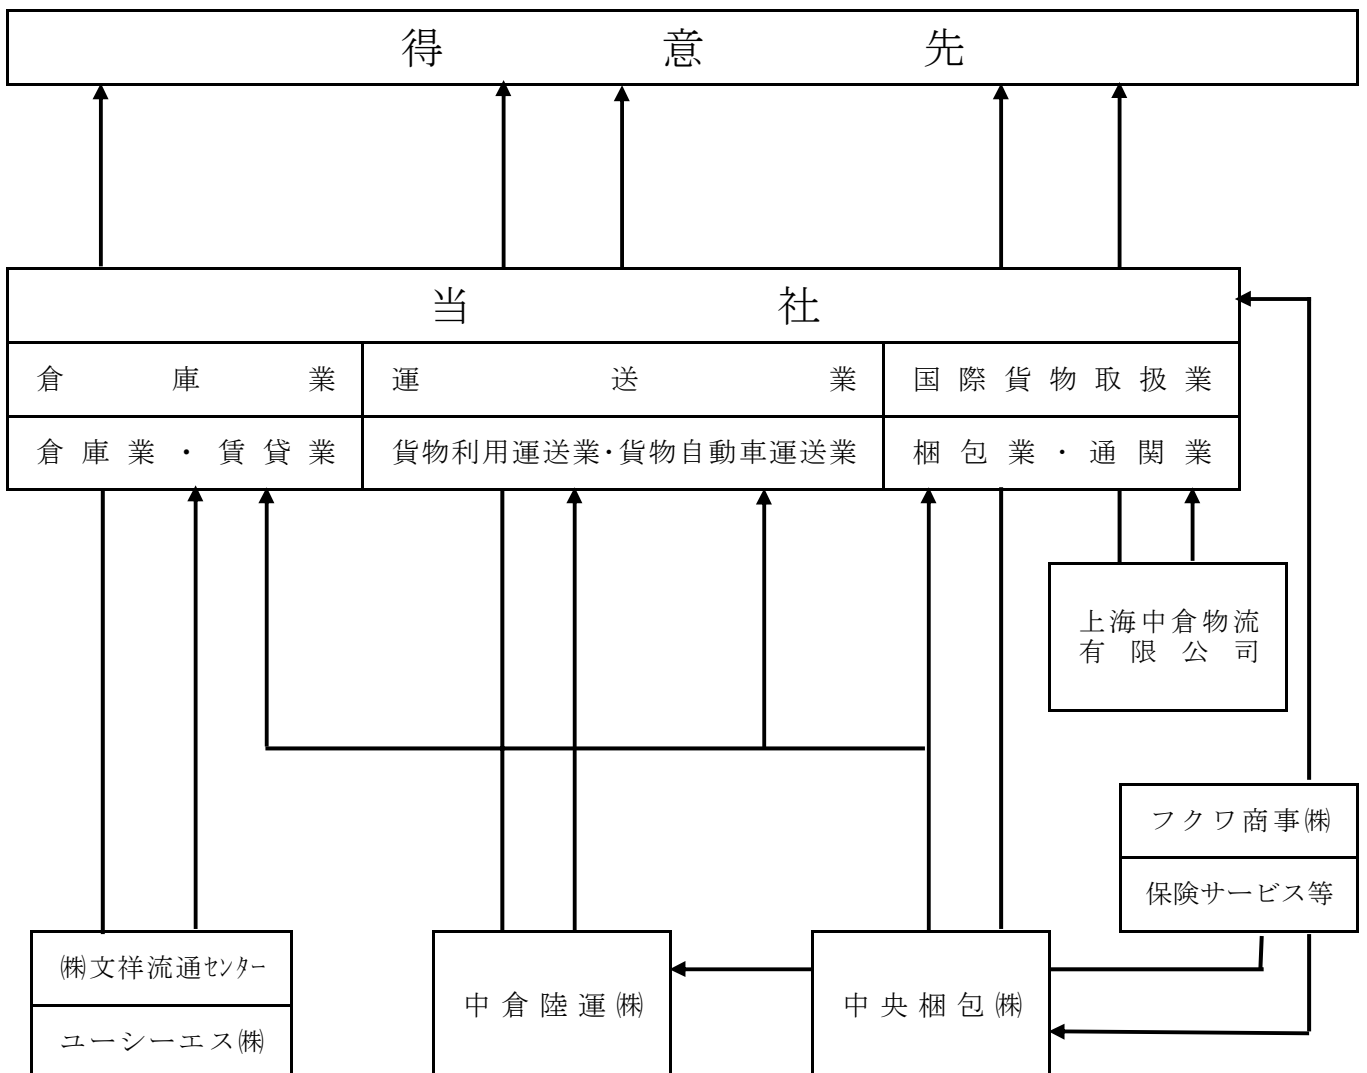 得意先
当社
倉庫業
運送業
国際貨物取扱業
倉庫業・賃貸業
貨物利用運送業・貨物自動車運送業
梱包業・通関業
上海中倉物流
有限公司
フクワ商事㈱
保険サービス等
㈱文祥流通ｾﾝﾀｰ
ユーシーエス㈱
中倉陸運㈱
中央梱包㈱